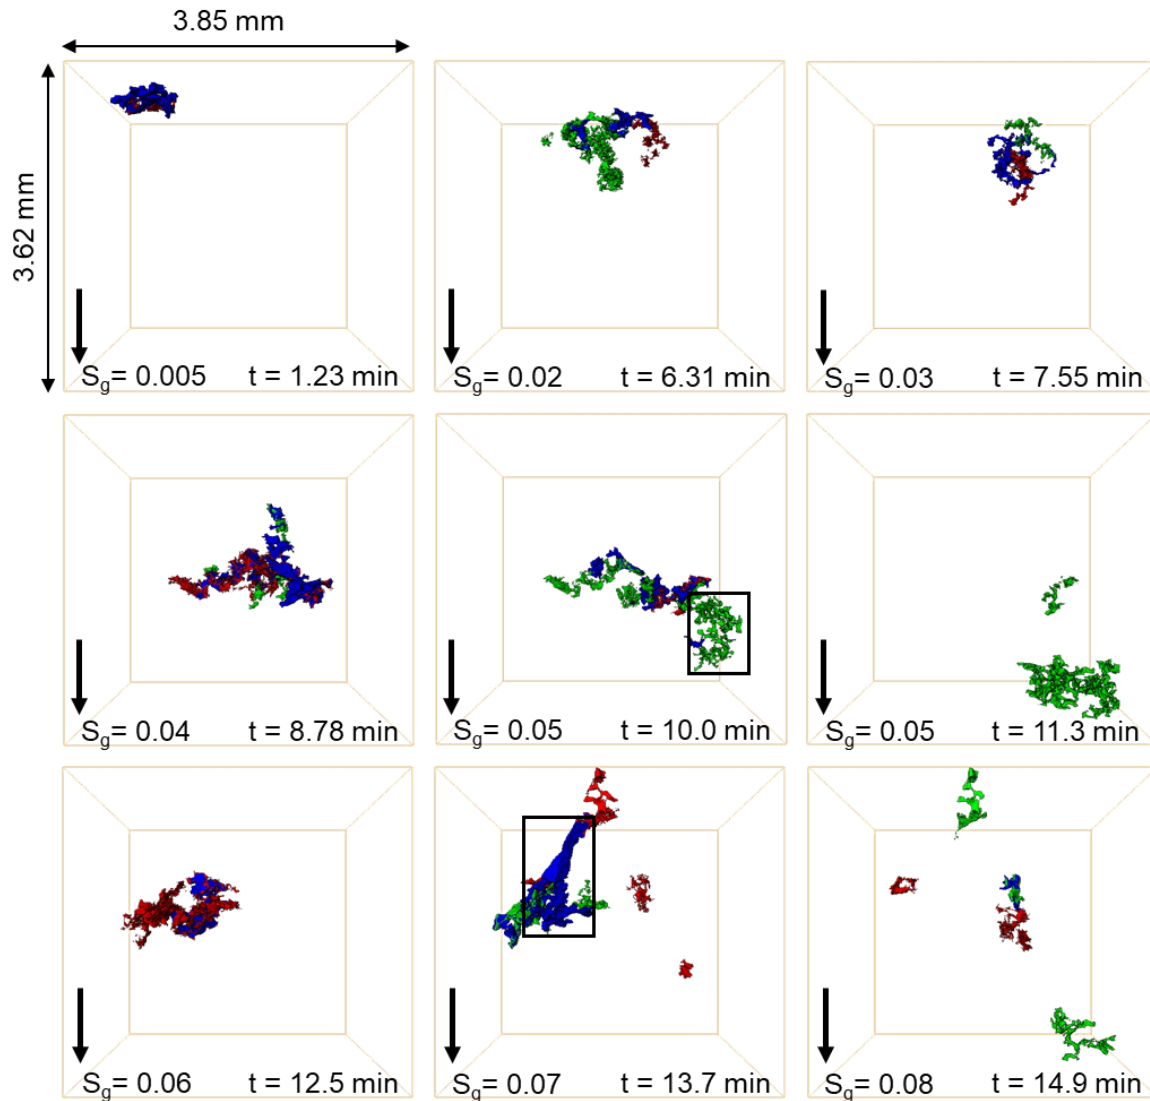 3.85 mm
3.62 mm
Sg= 0.005 t = 1.23 min
Sg= 0.02 t = 6.31 min
Sg= 0.03 t = 7.55 min
Sg= 0.04 t = 8.78 min
Sg= 0.05 t = 10.0 min
Sg= 0.05 t = 11.3 min
Sg= 0.06 t = 12.5 min
Sg= 0.07 t = 13.7 min
Sg= 0.08 t = 14.9 min